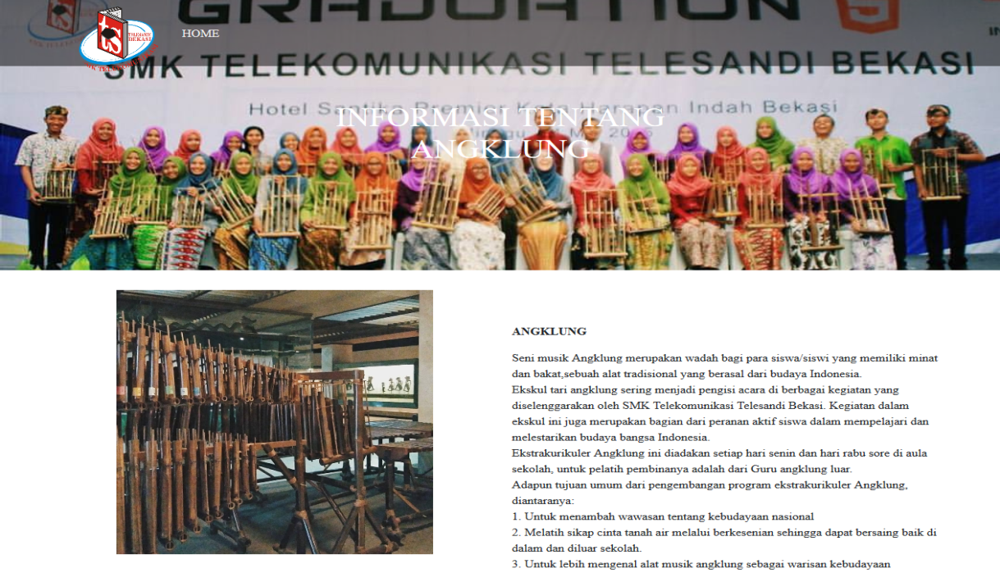 GRADUATION
TELESANDI
BEKASI
HOME
SMK TELEKOMUNIKASI TELESANDI BEKASI
Hotel Santika Premier Kota Harapan Indah Bekasi
INFORMASI TENTANG
ANGKLUNG
ANGKLUNG
Seni musik Angklung merupakan wadah bagi para siswa/siswi yang memiliki minat
dan bakat,sebuah alat tradisional yang berasal dari budaya Indonesia.
Ekskul tari angklung sering menjadi pengisi acara di berbagai kegiatan yang
diselenggarakan oleh SMK Telekomunikasi Telesandi Bekasi. Kegiatan dalam
ekskul ini juga merupakan bagian dari peranan aktif siswa dalam mempelajari dan
melestarikan budaya bangsa Indonesia.
Ekstrakurikuler Angklung ini diadakan setiap hari senin dan hari rabu sore di aula
sekolah, untuk pelatih pembinanya adalah dari Guru angklung luar.
Adapun tujuan umum dari pengembangan program ekstrakurikuler Angklung,
diantaranya:
1. Untuk menambah wawasan tentang kebudayaan nasional
2. Melatih sikap cinta tanah air melalui berkesenian sehingga dapat bersaing baik di
dalam dan diluar sekolah.
3. Untuk lebih mengenal alat musik angklung sebagai warisan kebudayaan